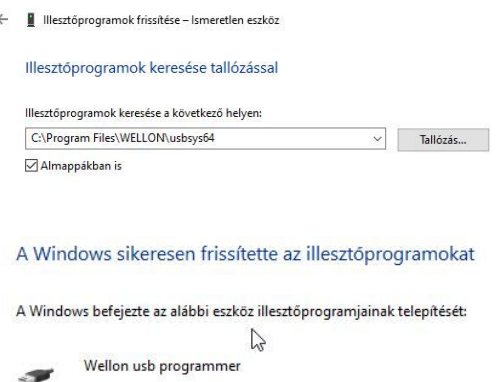 Illesztőprogramok frissítése – Ismeretlen eszköz
Illesztőprogramok keresése tallózással
Illesztőprogramok keresése a következő helyen:
C:\Program Files\WELLON\usbsys64
Tallózás...
Almappákban is
A Windows sikeresen frissítette az illesztőprogramokat
A Windows befejezte az alábbi eszköz illesztőprogramjainak telepítését:
Wellon usb programmer